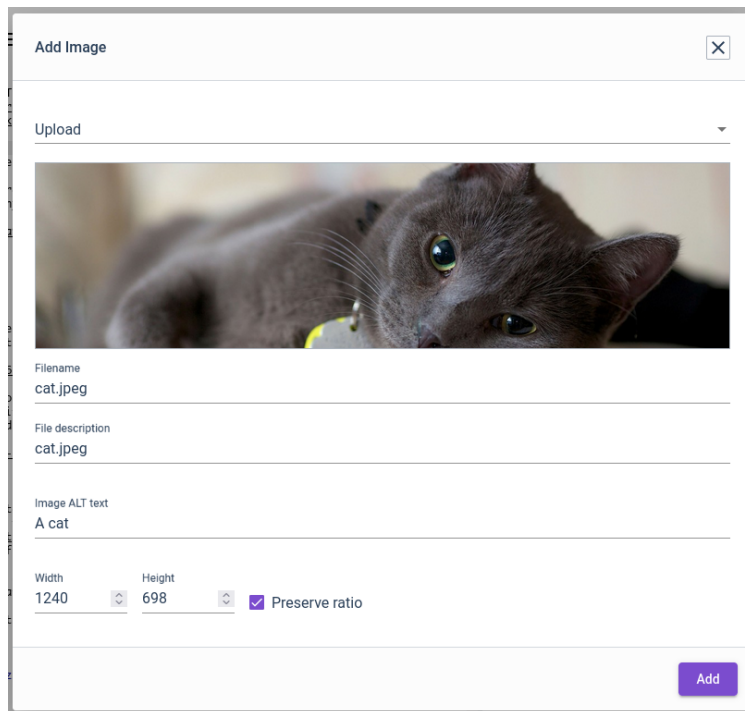 Add Image
Upload
Filename
cat.jpeg
File description
cat.jpeg
Image ALT text
A cat
Width Height
1240 698 Preserve ratio
Add